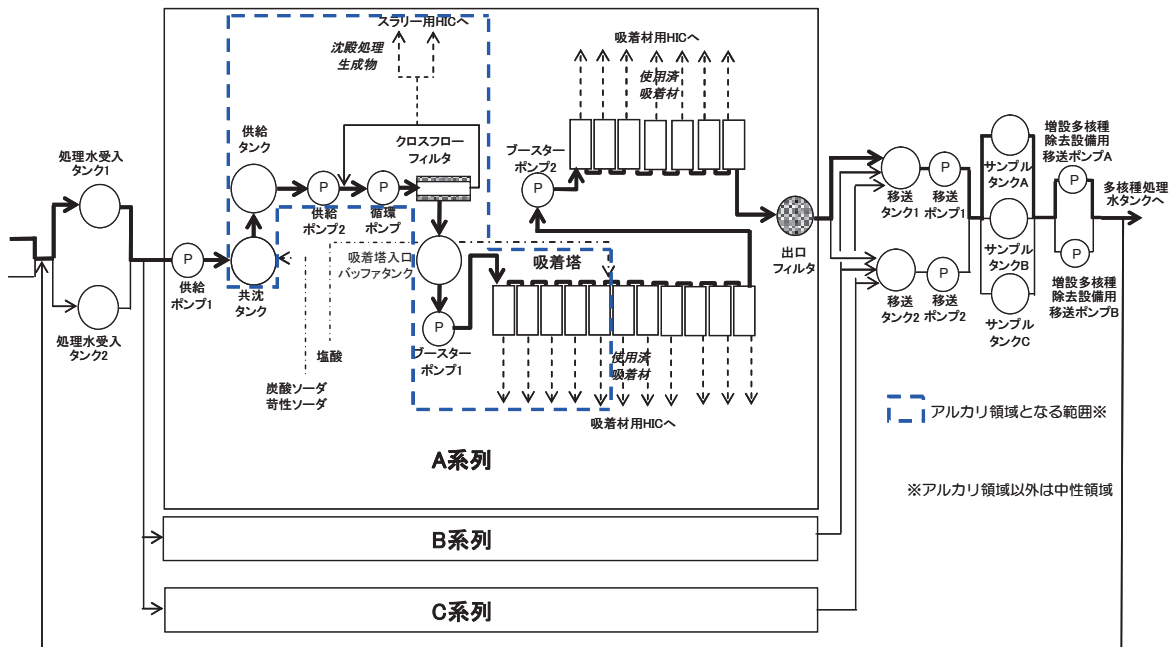 スラリー用HICへ
沈殿処理
生成物
吸着材用HICへ
使用済
吸着材
処理水受入
タンク1
処理水受入
タンク2
供給
ポンプ1
供給
タンク
共沈
タンク
P
P
P
供給
ポンプ2
循環
ポンプ
クロスフロー
フィルタ
吸着塔入口
バッファタンク
P
ブースター
ポンプ1
塩酸
炭酸ソーダ
苛性ソーダ
ブースター
ポンプ2
P
吸着塔
使用済
吸着材
吸着材用HICへ
出口
フィルタ
A系列
B系列
C系列
移送
タンク1
P
移送
ポンプ1
移送
タンク2
P
移送
ポンプ2
サンプル
タンクA
サンプル
タンクB
サンプル
タンクC
増設多核種
除去設備用
移送ポンプA
P
P
増設多核種
除去設備用
移送ポンプB
多核種処理
水タンクへ
アルカリ領域となる範囲※
※アルカリ領域以外は中性領域